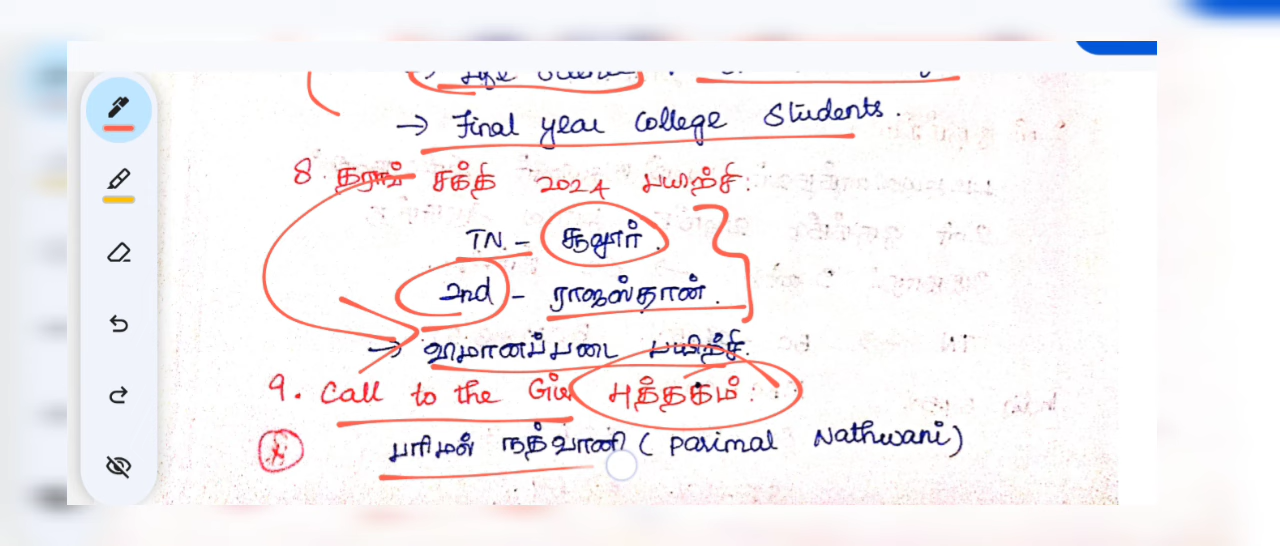 → Final year college Students.
8. தரங் சக்தி 2024 பயிற்சி:
TN. - சூலூர்.
2nd - ராஜஸ்தான்.
→ விமானப்படை பயிற்சி.
9. Call to the Gir புத்தகம்:
பரிமள் நத்வானி (Parimal Nathwani)